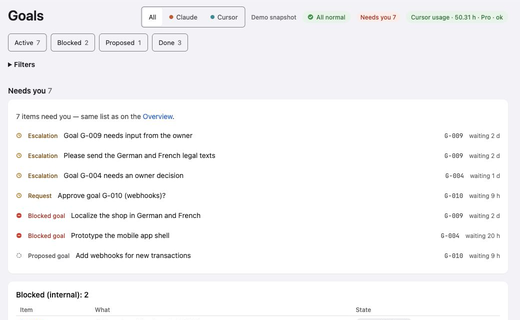 Goals
All Claude Cursor Demo snapshot All normal Needs you 7 Cursor usage · 50.31 h · Pro · ok
Active 7 Blocked 2 Proposed 1 Done 3
Filters
Needs you 7
7 items need you — same list as on the Overview.
Escalation Goal G-009 needs input from the owner G-009 waiting 2 d
Escalation Please send the German and French legal texts G-009 waiting 2 d
Escalation Goal G-004 needs an owner decision G-004 waiting 1 d
Request Approve goal G-010 (webhooks)? G-010 waiting 9 h
Blocked goal Localize the shop in German and French G-009 waiting 2 d
Blocked goal Prototype the mobile app shell G-004 waiting 20 h
Proposed goal Add webhooks for new transactions G-010 waiting 9 h
Blocked (internal): 2
Item What State